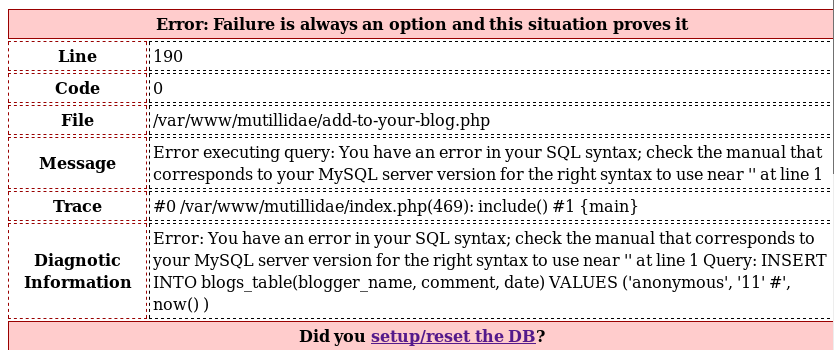 Error: Failure is always an option and this situation proves it
Line 190
Code 0
File /var/www/mutillidae/add-to-your-blog.php
Message Error executing query: You have an error in your SQL syntax; check the manual that
corresponds to your MySQL server version for the right syntax to use near '' at line 1
Trace #0 /var/www/mutillidae/index.php(469): include() #1 {main}
Diagnostic Information Error: You have an error in your SQL syntax; check the manual that corresponds to
your MySQL server version for the right syntax to use near '' at line 1 Query: INSERT
INTO blogs_table(blogger_name, comment, date) VALUES ('anonymous', '11' #',
now() )
Did you setup/reset the DB?